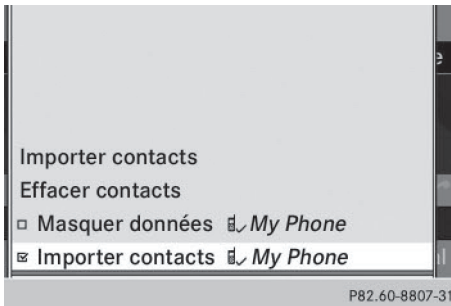 Importer contacts
Effacer contacts
Masquer données My Phone
Importer contacts My Phone
P82.60-8807-31